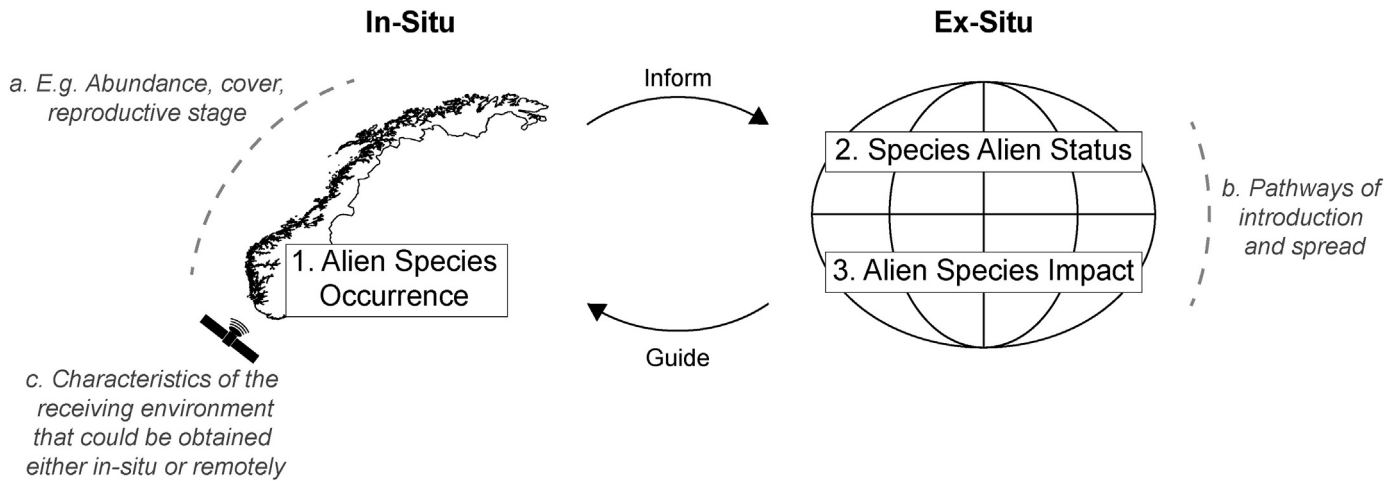 In-Situ
Ex-Situ
a. E.g. Abundance, cover,
reproductive stage
Inform
1. Alien Species
Occurrence
2. Species Alien Status
3. Alien Species Impact
b. Pathways of
introduction
and spread
Guide
c. Characteristics of the
receiving environment
that could be obtained
either in-situ or remotely